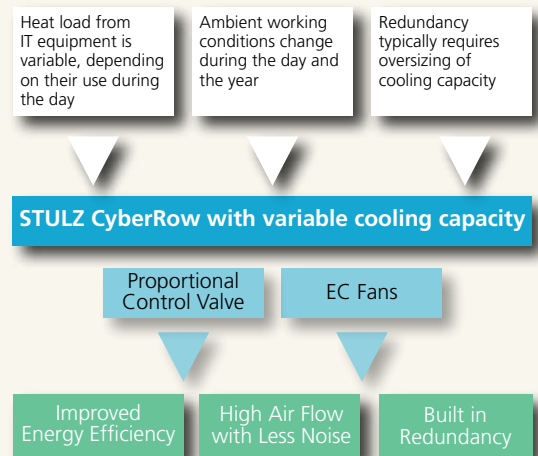 Heat load from
IT equipment is
variable, depending
on their use during
the day
Ambient working
conditions change
during the day and
the year
Redundancy
typically requires
oversizing of
cooling capacity
STULZ CyberRow with variable cooling capacity
Proportional
Control Valve
EC Fans
Improved
Energy Efficiency
High Air Flow
with Less Noise
Built in
Redundancy